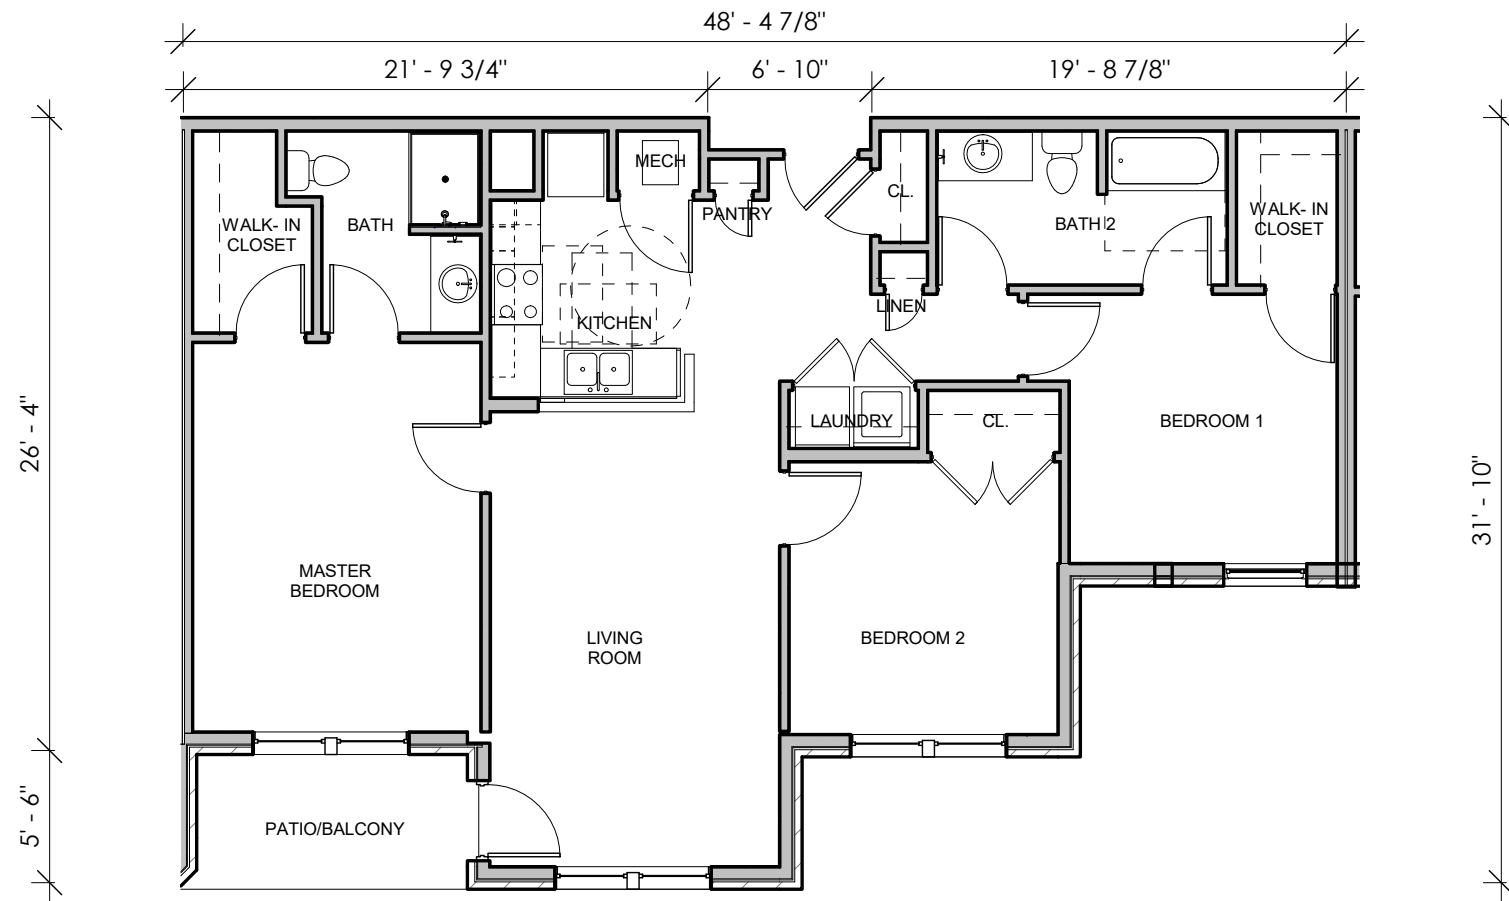 48' - 4 7/8"
21' - 9 3/4"
6' - 10"
19' - 8 7/8"
MECH
CL.
WALK- IN
CLOSET
BATH
PANTRY
BATH 2
WALK- IN
CLOSET
LINEN
KITCHEN
26' - 4"
LAUNDRY
CL.
BEDROOM 1
31' - 10"
MASTER
BEDROOM
LIVING
ROOM
BEDROOM 2
5' - 6"
PATIO/BALCONY